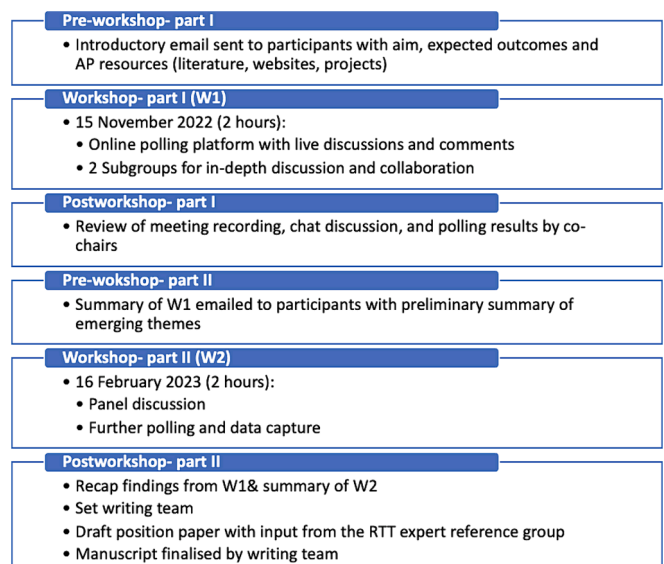 Pre-workshop- part I
• Introductory email sent to participants with aim, expected outcomes and
AP resources (literature, websites, projects)
Workshop- part I (W1)
• 15 November 2022 (2 hours):
• Online polling platform with live discussions and comments
• 2 Subgroups for in-depth discussion and collaboration
Postworkshop- part I
• Review of meeting recording, chat discussion, and polling results by co-
chairs
Pre-wokshop- part II
• Summary of W1 emailed to participants with preliminary summary of
emerging themes
Workshop- part II (W2)
• 16 February 2023 (2 hours):
• Panel discussion
• Further polling and data capture
Postworkshop- part II
• Recap findings from W1& summary of W2
• Set writing team
• Draft position paper with input from the RTT expert reference group
• Manuscript finalised by writing team